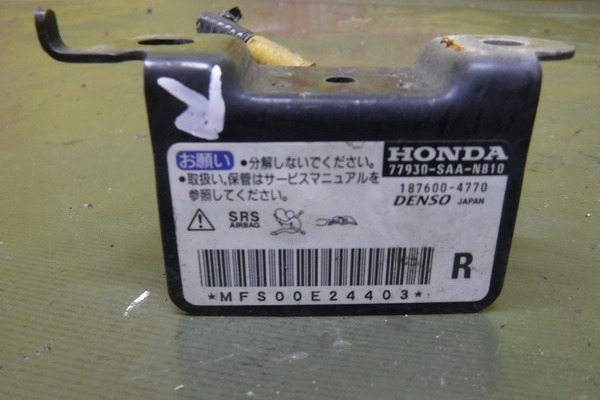 お願い •分解しないでください。
•取扱い、保管はサービスマニュアルを
参照してください。
HONDA
77930-SAA-N810
187600-4770
DENSO JAPAN
SRS
AIRBAG
R
*MFS00E24403*